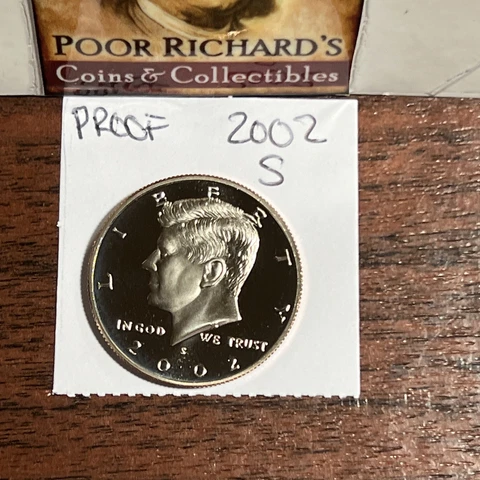 POOR RICHARD'S
Coins & Collectibles
PROOF 2002
S
LIBERTY
IN GOD WE TRUST
S
2002